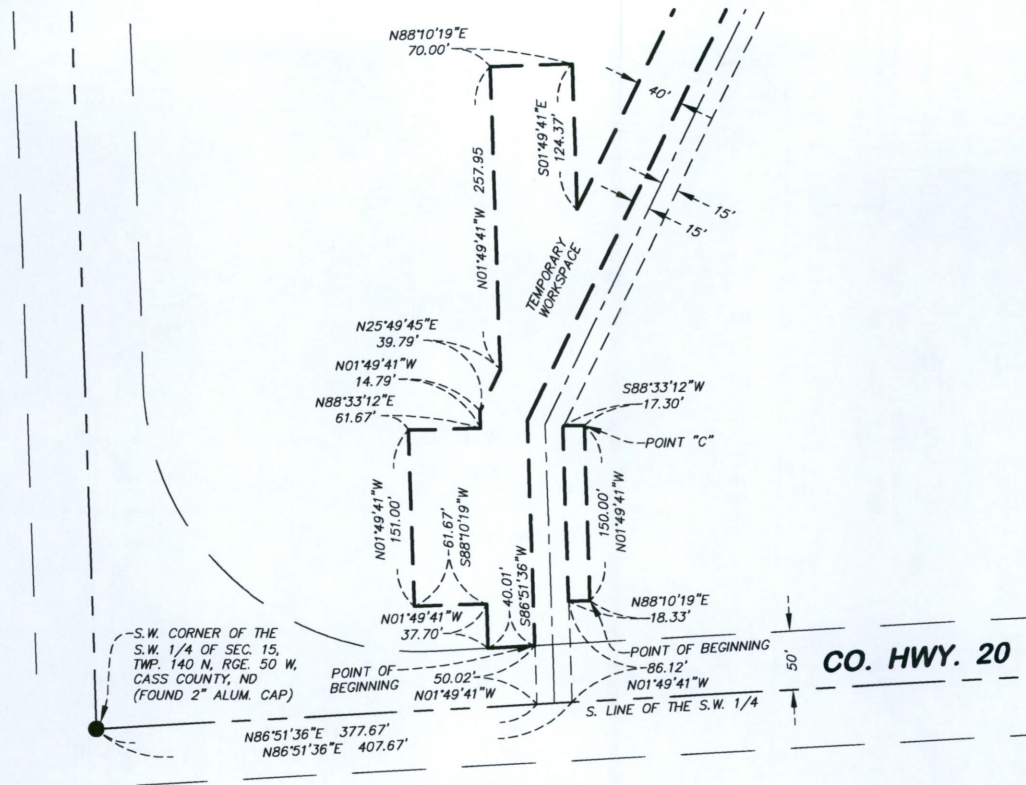 N88°10'19"E
70.00'
40'
S01°49'41"E
124.37'
N01°49'41"W 257.95
15'
15'
TEMPORARY
WORKSPACE
N25°49'45"E
39.79'
N01°49'41"W
14.79'
N88°33'12"E
61.67'
S88°33'12"W
17.30'
POINT "C"
N01°49'41"W
151.00'
61.67'
S88°10'19"W
40.01'
S86°51'36"W
150.00'
N01°49'41"W
N01°49'41"W
37.70'
N88°10'19"E
18.33'
S.W. CORNER OF THE
S.W. 1/4 OF SEC. 15,
TWP. 140 N, RGE. 50 W,
CASS COUNTY, ND
(FOUND 2" ALUM. CAP)
POINT OF
BEGINNING
50.02'
N01°49'41"W
POINT OF BEGINNING
86.12'
N01°49'41"W
50'
CO. HWY. 20
S. LINE OF THE S.W. 1/4
N86°51'36"E 377.67'
N86°51'36"E 407.67'